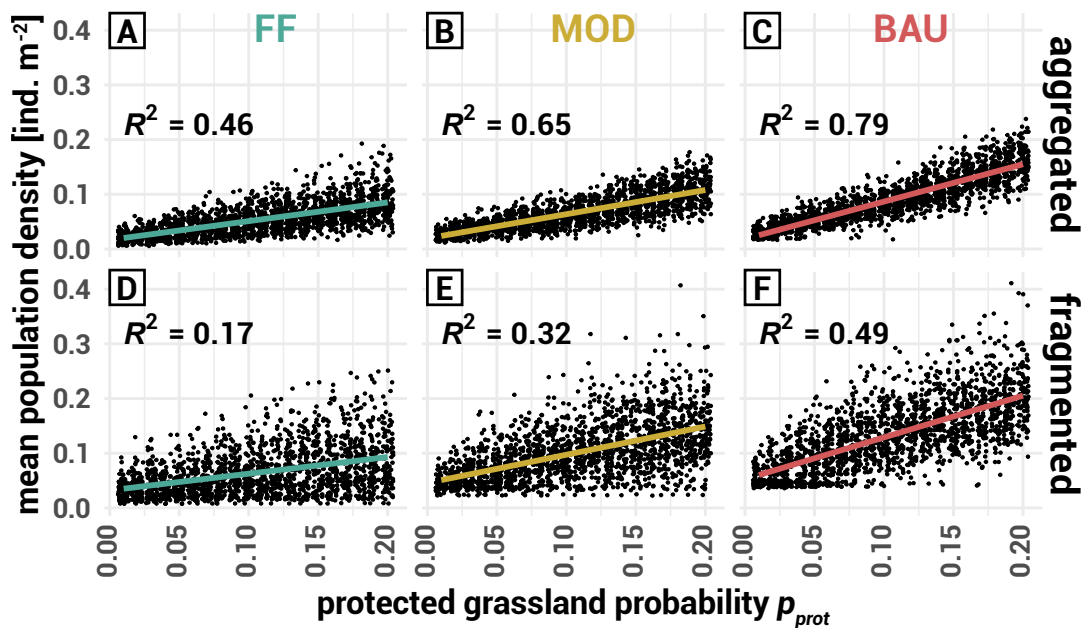 A FF B MOD C BAU
0.4
0.3
R² = 0.46 R² = 0.65 R² = 0.79
0.2
0.1
0.0
aggregated
mean population density [ind. m⁻²]
D E F
0.4
R² = 0.17 R² = 0.32 R² = 0.49
0.3
0.2
0.1
0.0
fragmented
0.00 0.05 0.10 0.15 0.20 0.00 0.05 0.10 0.15 0.20 0.00 0.05 0.10 0.15 0.20
protected grassland probability p_prot